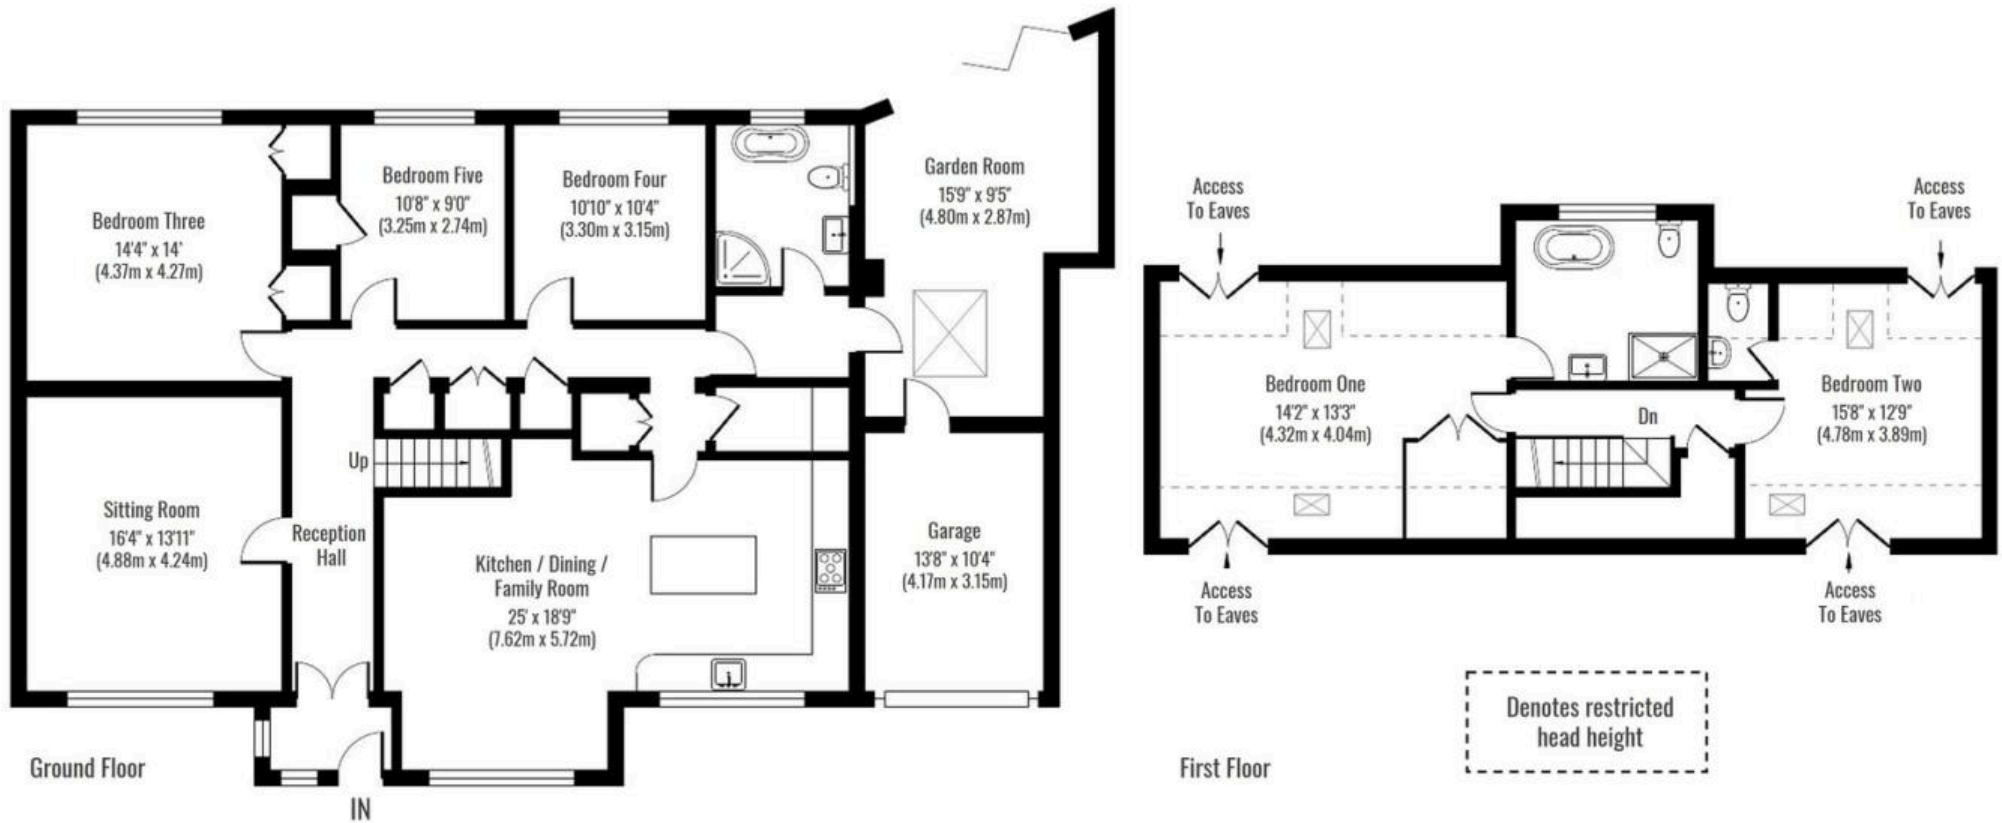 Bedroom Three
14'4" x 14'
(4.37m x 4.27m)
Bedroom Five
10'8" x 9'0"
(3.25m x 2.74m)
Bedroom Four
10'10" x 10'4"
(3.30m x 3.15m)
Garden Room
15'9" x 9'5"
(4.80m x 2.87m)
Sitting Room
16'4" x 13'11"
(4.88m x 4.24m)
Up
Reception
Hall
Kitchen / Dining /
Family Room
25' x 18'9"
(7.62m x 5.72m)
Garage
13'8" x 10'4"
(4.17m x 3.15m)
Ground Floor
IN
Access
To Eaves
Access
To Eaves
Bedroom One
14'2" x 13'3"
(4.32m x 4.04m)
Dn
Bedroom Two
15'8" x 12'9"
(4.78m x 3.89m)
Access
To Eaves
Access
To Eaves
First Floor
Denotes restricted
head height